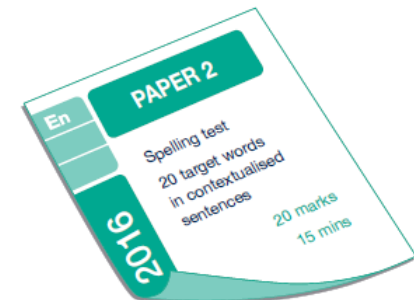 En
PAPER 2
Spelling test
20 target words
in contextualised
sentences
20 marks
15 mins
2016